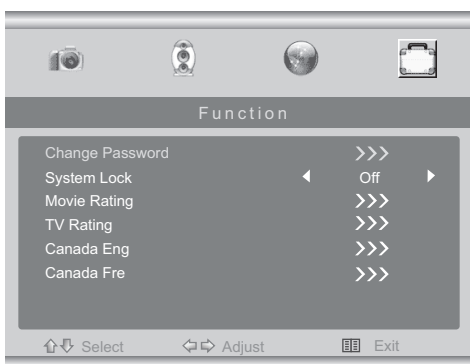 Function
Change Password >>>
System Lock Off
Movie Rating >>>
TV Rating >>>
Canada Eng >>>
Canada Fre >>>
Select Adjust Exit